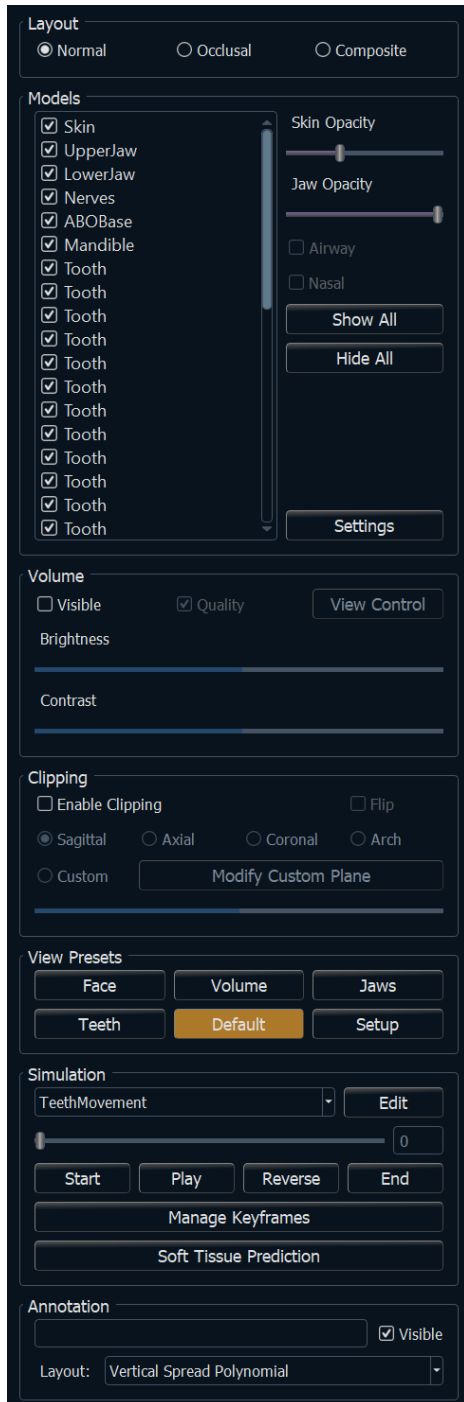 Layout
Normal Occlusal Composite
Models
Skin
UpperJaw
LowerJaw
Nerves
ABOBase
Mandible
Tooth
Tooth
Tooth
Tooth
Tooth
Tooth
Tooth
Tooth
Tooth
Tooth
Tooth
Tooth
Skin Opacity
Jaw Opacity
Airway
Nasal
Show All
Hide All
Settings
Volume
Visible Quality View Control
Brightness
Contrast
Clipping
Enable Clipping Flip
Sagittal Axial Coronal Arch
Custom Modify Custom Plane
View Presets
Face Volume Jaws
Teeth Default Setup
Simulation
TeethMovement Edit
0
Start Play Reverse End
Manage Keyframes
Soft Tissue Prediction
Annotation
Visible
Layout: Vertical Spread Polynomial